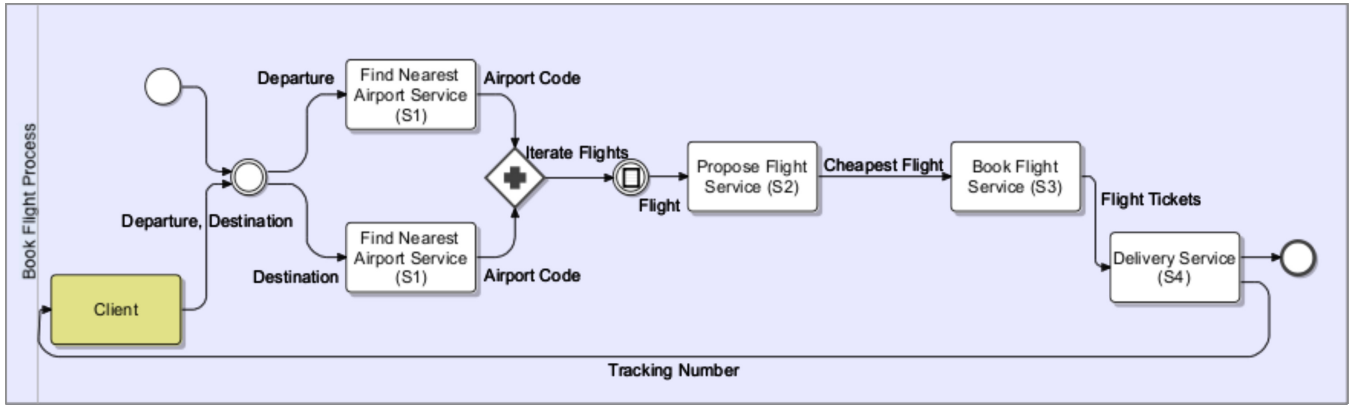 Book Flight Process
Departure
Find Nearest
Airport Service
(S1)
Airport Code
Iterate Flights
Flight
Propose Flight
Service (S2)
Cheapest Flight
Book Flight
Service (S3)
Flight Tickets
Departure, Destination
Destination
Find Nearest
Airport Service
(S1)
Airport Code
Delivery Service
(S4)
Client
Tracking Number